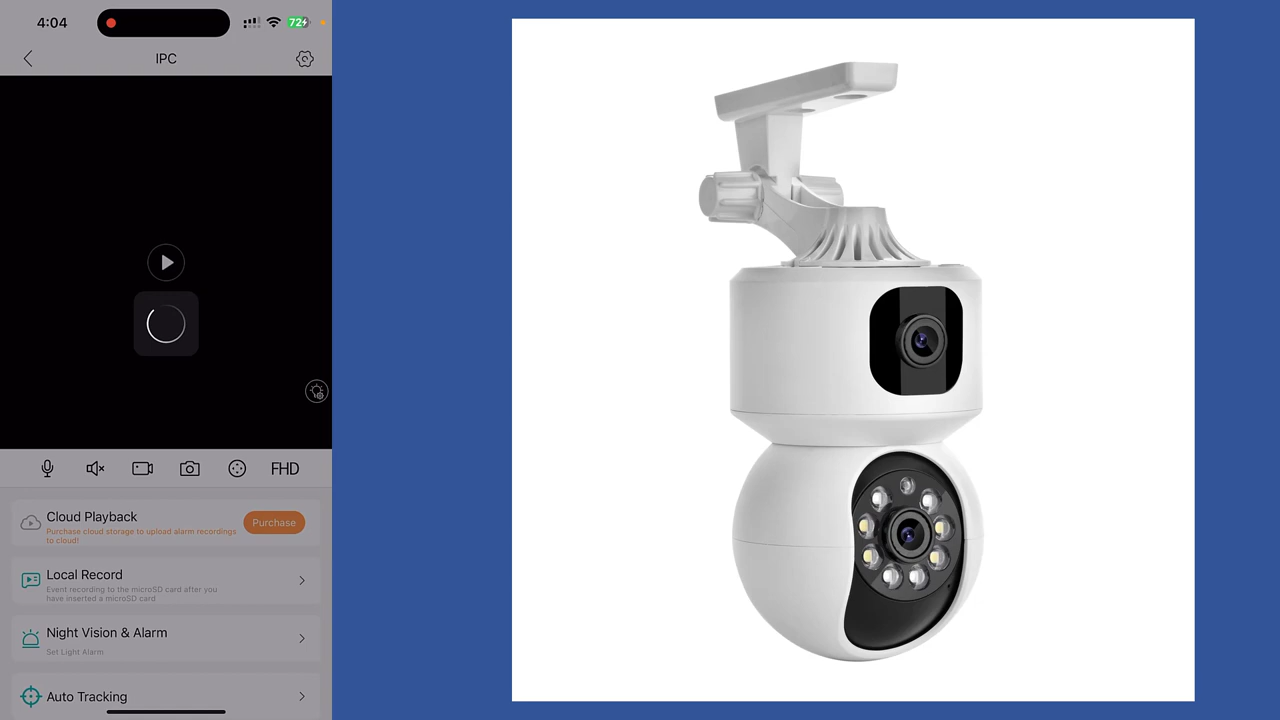 4:04
72
IPC
FHD
Cloud Playback
Purchase cloud storage to upload alarm recordings
to cloud!
Purchase
Local Record
Event recording to the microSD card after you
have inserted a microSD card
Night Vision & Alarm
Set Light Alarm
Auto Tracking